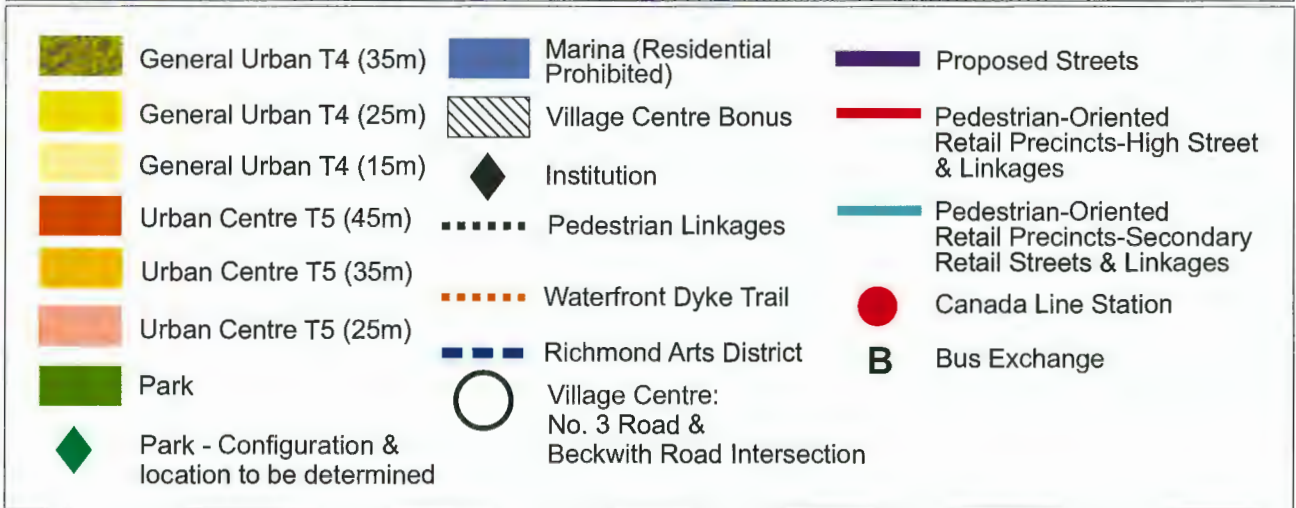 General Urban T4 (35m)
General Urban T4 (25m)
General Urban T4 (15m)
Urban Centre T5 (45m)
Urban Centre T5 (35m)
Urban Centre T5 (25m)
Park
Park - Configuration &
location to be determined
Marina (Residential
Prohibited)
Village Centre Bonus
Institution
Pedestrian Linkages
Waterfront Dyke Trail
Richmond Arts District
Village Centre:
No. 3 Road &
Beckwith Road Intersection
Proposed Streets
Pedestrian-Oriented
Retail Precincts-High Street
& Linkages
Pedestrian-Oriented
Retail Precincts-Secondary
Retail Streets & Linkages
Canada Line Station
B Bus Exchange